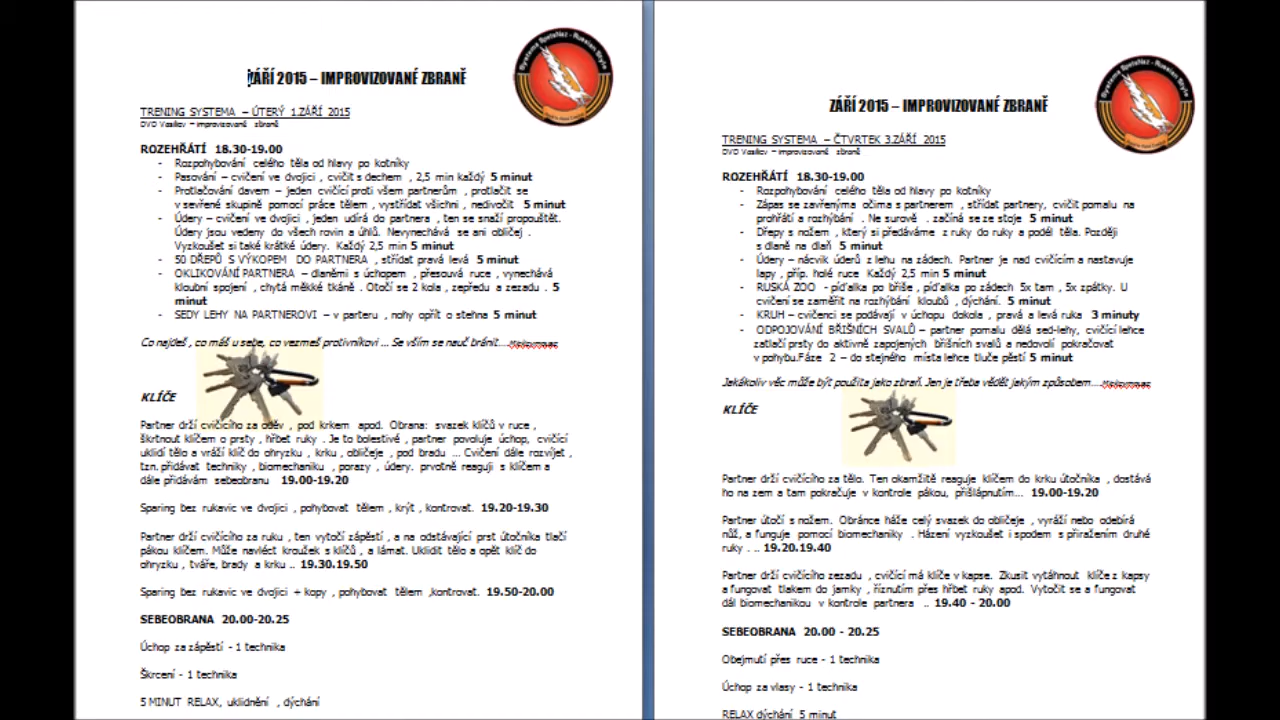 ZÁŘÍ 2015 – IMPROVIZOVANÉ ZBRANĚ
TRENING SYSTEMA – ÚTERÝ 1.ZÁŘÍ 2015
DVD Vasiliev – improvizované zbraně
ROZEHŘÁTÍ 18.30-19.00
- Rozpohybování celého těla od hlavy po kotníky
- Pasování – cvičení ve dvojici , cvičit s dechem , 2,5 min každý 5 minut
- Protlačování davem – jeden cvičící proti všem partnerům , protlačit se
v sevřené skupině pomocí práce tělem , vystřídat všichni , nedivočit 5 minut
- Údery – cvičení ve dvojici , jeden udírá do partnera , ten se snaží propouštět.
Údery jsou vedeny do všech rovin a úhlů. Nevynechává se ani obličej .
Vyzkoušet si také krátké údery. Každý 2,5 min 5 minut
- 50 DŘEPŮ S VÝKOPEM DO PARTNERA , střídat pravá levá 5 minut
- OKLIKOVÁNÍ PARTNERA – dlaněmi s úchopem , přesouvá ruce , vynechává
kloubní spojení , chytá měkké tkáně . Otočí se 2 kola , zepředu a zezadu . 5
minut
- SEDY LEHY NA PARTNEROVI – v parteru , nohy opřít o stehna 5 minut
Co najdeš , co máš u sebe, co vezmeš protivníkovi ... Se vším se nauč bránit....
KLÍČE
Partner drží cvičícího za oděv , pod krkem apod. Obrana: svazek klíčů v ruce ,
škrtnout klíčem o prsty , hřbet ruky . Je to bolestivé , partner povoluje úchop, cvičící
uklidí tělo a vráží klíč do ohryzku , krku , obličeje , pod bradu ... Cvičení dále rozvíjet ,
tzn. přidávat techniky , biomechaniku , porazy , údery. prvotně reaguji s klíčem a
dále přidávám sebeobranu 19.00-19.20
Sparing bez rukavic ve dvojici , pohybovat tělem , krýt , kontrovat. 19.20-19.30
Partner drží cvičícího za ruku , ten vytočí zápěstí , a na odstávající prst útočníka tlačí
pákou klíčem. Může navléct kroužek s klíčů , a lámat. Uklidit tělo a opět klíč do
ohryzku , tváře, brady a krku .. 19.30.19.50
Sparing bez rukavic ve dvojici + kopy , pohybovat tělem ,kontrovat. 19.50-20.00
SEBEOBRANA 20.00-20.25
Úchop za zápěstí - 1 technika
Škrcení - 1 technika
5 MINUT RELAX, uklidnění , dýchání
ZÁŘÍ 2015 – IMPROVIZOVANÉ ZBRANĚ
TRENING SYSTEMA – ČTVRTEK 3.ZÁŘÍ 2015
DVD Vasiliev – improvizované zbraně
ROZEHŘÁTÍ 18.30-19.00
- Rozpohybování celého těla od hlavy po kotníky
- Zápas se zavřenýma očima s partnerem , střídat partnery, cvičit pomalu na
prohřátí a rozhýbání . Ne surově . začíná se ze stoje 5 minut
- Dřepy s nožem , který si předáváme z ruky do ruky a podél těla. Později
s dlaně na dlaň 5 minut
- Údery – nácvik úderů z lehu na zádech. Partner je nad cvičícím a nastavuje
lapy , příp. holé ruce Každý 2,5 min 5 minut
- RUSKÁ ZOO - píďalka po břiše , píďalka po zádech 5x tam , 5x zpátky. U
cvičení se zaměřit na rozhýbání kloubů , dýchání. 5 minut
- KRUH – cvičenci se podávají v úchopu dokola , pravá a levá ruka 3 minuty
- ODPOJOVÁNÍ BŘIŠNÍCH SVALŮ – partner pomalu dělá sed-lehy, cvičící lehce
zatlačí prsty do aktivně zapojených břišních svalů a nedovolí pokračovat
v pohybu.Fáze 2 – do stejného místa lehce tluče pěstí 5 minut
Jakákoliv věc může být použita jako zbraň. Jen je třeba vědět jakým způsobem....
KLÍČE
Partner drží cvičícího za tělo. Ten okamžitě reaguje klíčem do krku útočníka , dostává
ho na zem a tam pokračuje v kontrole pákou, přišlápnutím... 19.00-19.20
Partner útočí s nožem. Obránce háže celý svazek do obličeje , vyráží nebo odebírá
nůž, a funguje pomocí biomechaniky . Házení vyzkoušet i spodem s přiražením druhé
ruky . .. 19.20.19.40
Partner drží cvičícího zezadu , cvičící má klíče v kapse. Zkusit vytáhnout klíče z kapsy
a fungovat tlakem do jamky , říznutím přes hřbet ruky apod. Vytočit se a fungovat
dál biomechanikou v kontrole partnera .. 19.40 - 20.00
SEBEOBRANA 20.00 - 20.25
Obejmutí přes ruce - 1 technika
Úchop za vlasy - 1 technika
RELAX dýchání 5 minut
Systema SpetsNaz - Russian Style
Systema SpetsNaz - Russian Style